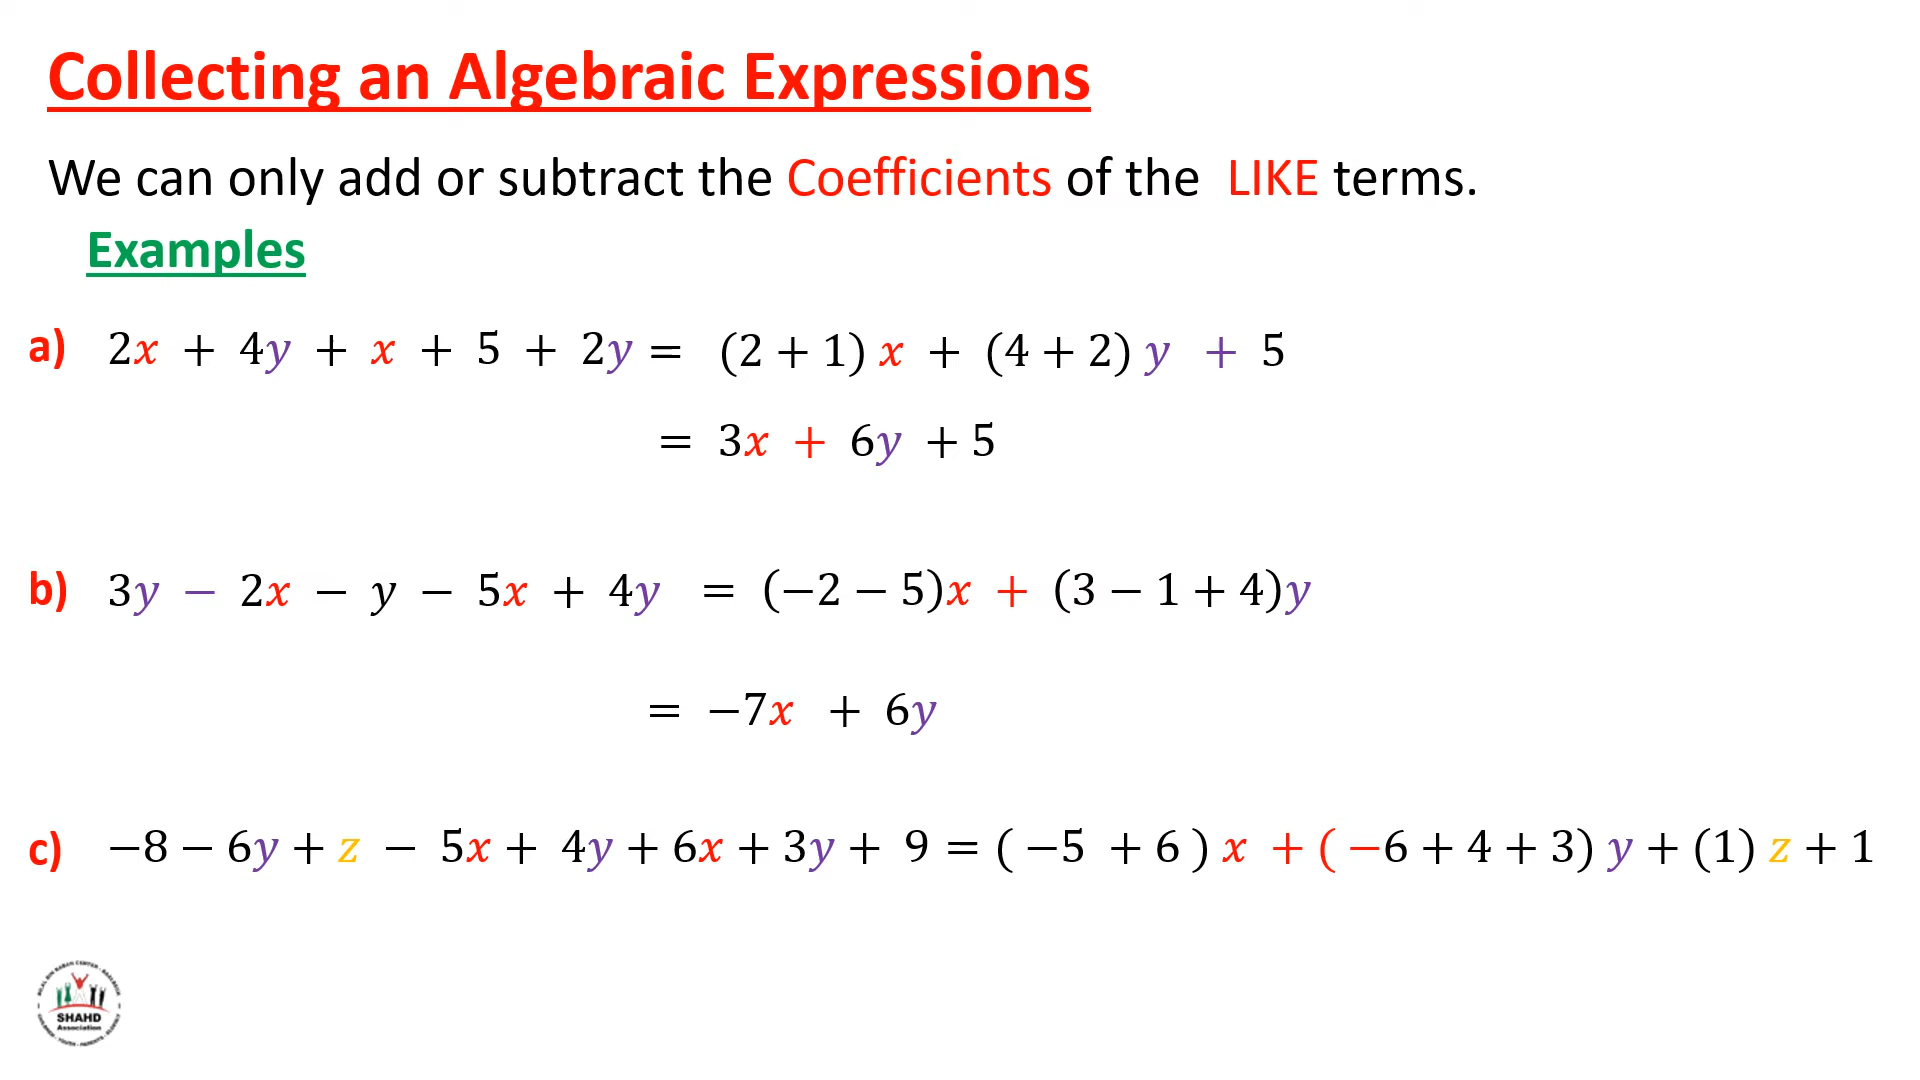 Collecting an Algebraic Expressions
We can only add or subtract the Coefficients of the LIKE terms.
Examples
a) 2x + 4y + x + 5 + 2y = (2 + 1) x + (4 + 2) y + 5
= 3x + 6y + 5
b) 3y − 2x − y − 5x + 4y = (−2 − 5)x + (3 − 1 + 4)y
= −7x + 6y
c) −8 − 6y + z − 5x + 4y + 6x + 3y + 9 = ( −5 + 6 ) x + ( −6 + 4 + 3) y + (1) z + 1
SHAHD
Association